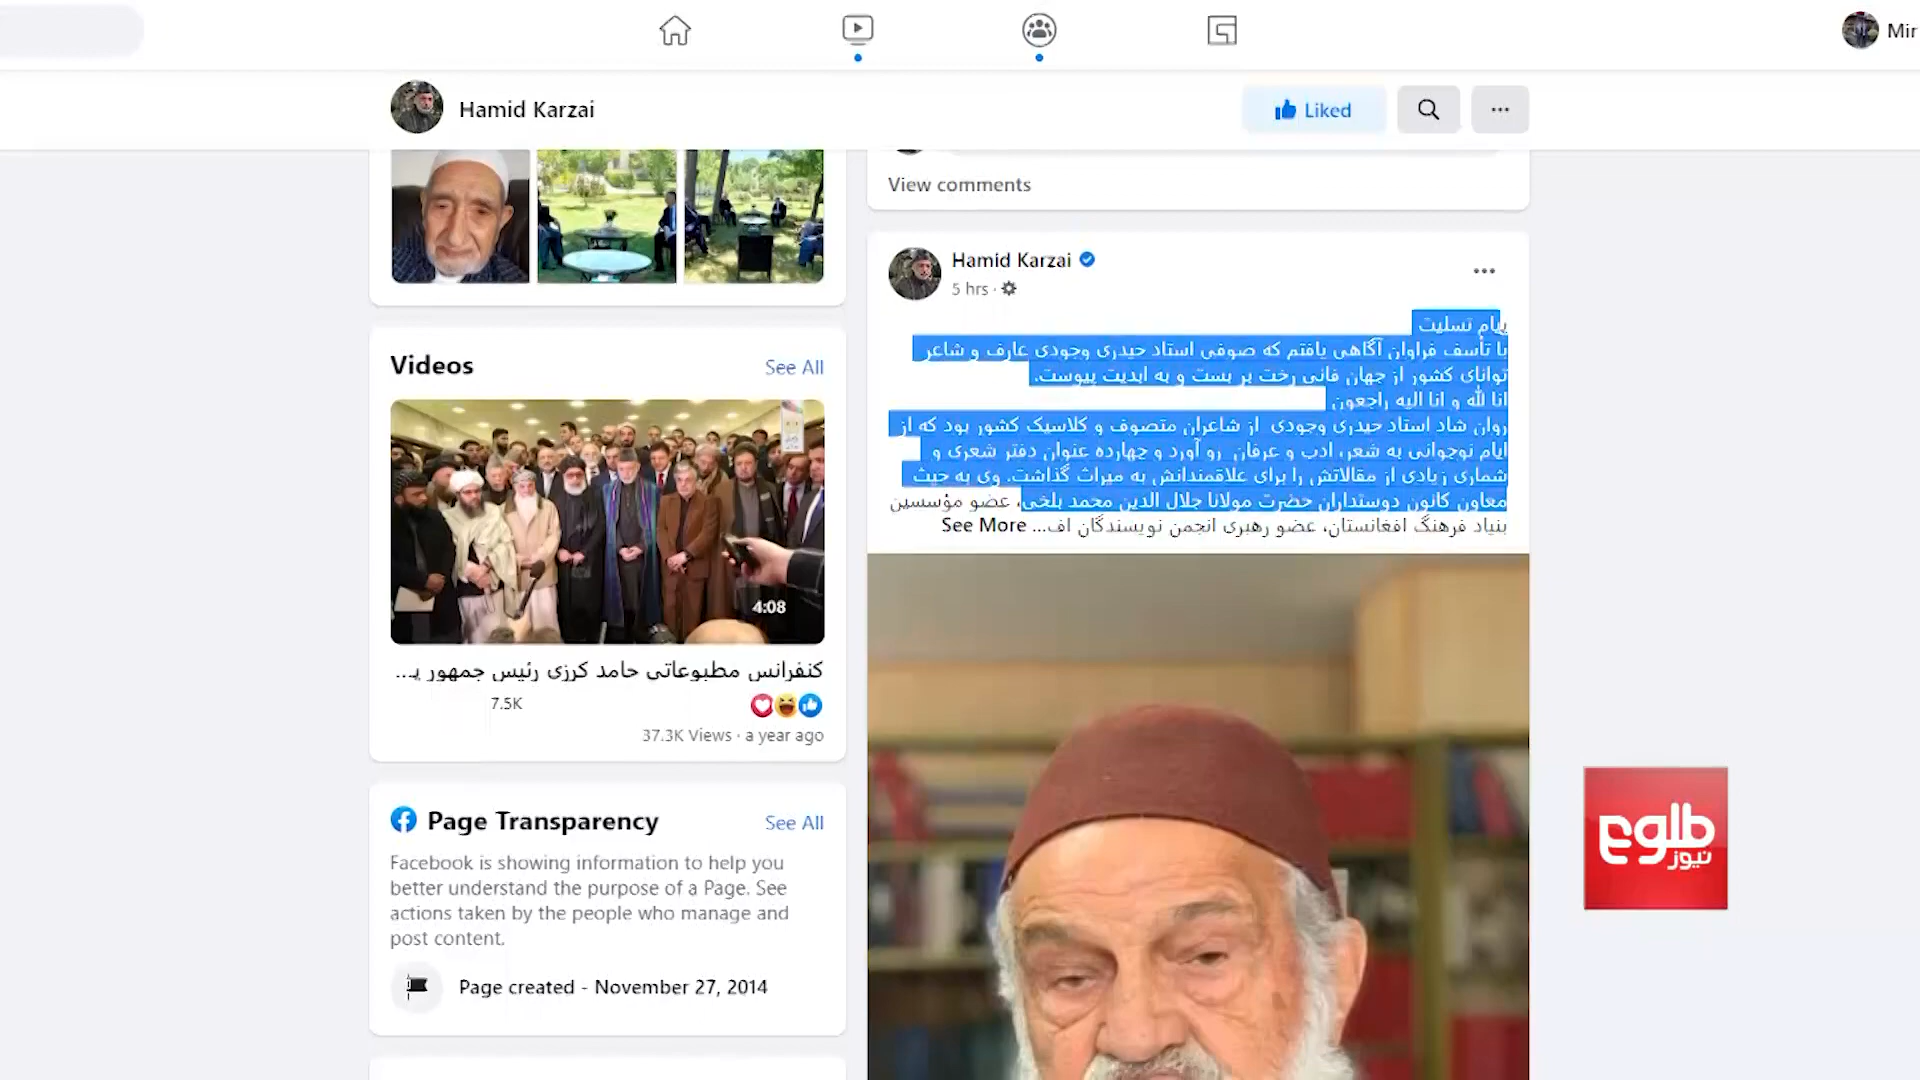 Mir
Hamid Karzai
Liked
...
View comments
Videos
See All
4:08
کنفرانس مطبوعاتی حامد کرزی رئیس جمهور پـ...
7.5K
37.3K Views · a year ago
Page Transparency
See All
Facebook is showing information to help you
better understand the purpose of a Page. See
actions taken by the people who manage and
post content.
Page created - November 27, 2014
Hamid Karzai
5 hrs ·
پیام تسلیت
با تأسف فراوان آگاهی یافتم که صوفی استاد حیدری وجودی عارف و شاعر
توانای کشور از جهان فانی رخت بر بست و به ابدیت پیوست.
انا لله و انا الیه راجعون
روان شاد استاد حیدری وجودی از شاعران متصوف و کلاسیک کشور بود که از
ایام نوجوانی به شعر، ادب و عرفان رو آورد و چهارده عنوان دفتر شعری و
شماری زیادی از مقالاتش را برای علاقمندانش به میراث گذاشت. وی به حیث
معاون کانون دوستداران حضرت مولانا جلال الدین محمد بلخی، عضو مؤسسین
بنیاد فرهنگ افغانستان، عضو رهبری انجمن نویسندگان اف... See More
طلوع
نیوز